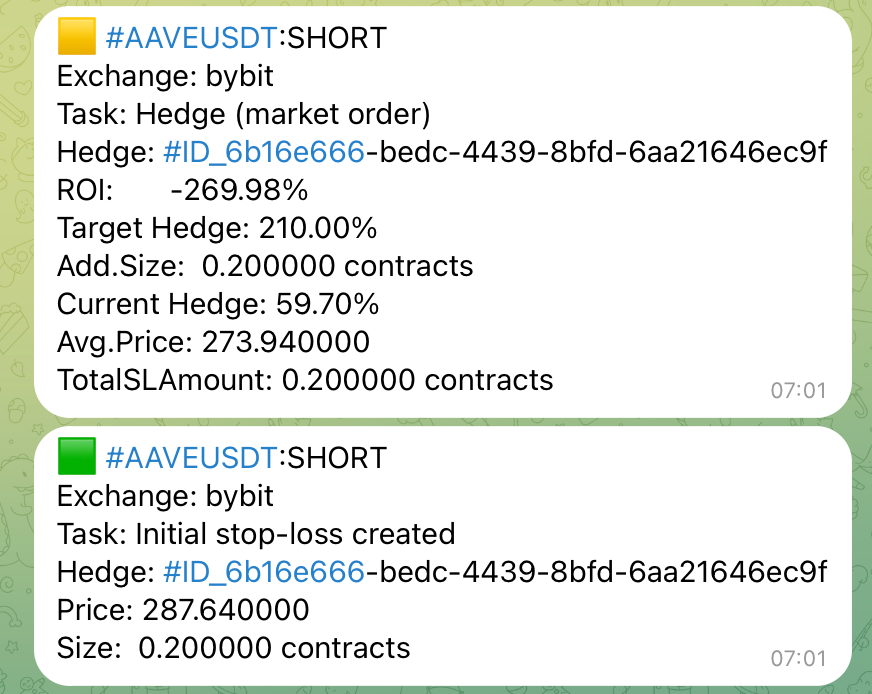 #AAVEUSDT:SHORT
Exchange: bybit
Task: Hedge (market order)
Hedge: #ID_6b16e666-bedc-4439-8bfd-6aa21646ec9f
ROI: -269.98%
Target Hedge: 210.00%
Add.Size: 0.200000 contracts
Current Hedge: 59.70%
Avg.Price: 273.940000
TotalSLAmount: 0.200000 contracts
07:01
#AAVEUSDT:SHORT
Exchange: bybit
Task: Initial stop-loss created
Hedge: #ID_6b16e666-bedc-4439-8bfd-6aa21646ec9f
Price: 287.640000
Size: 0.200000 contracts
07:01